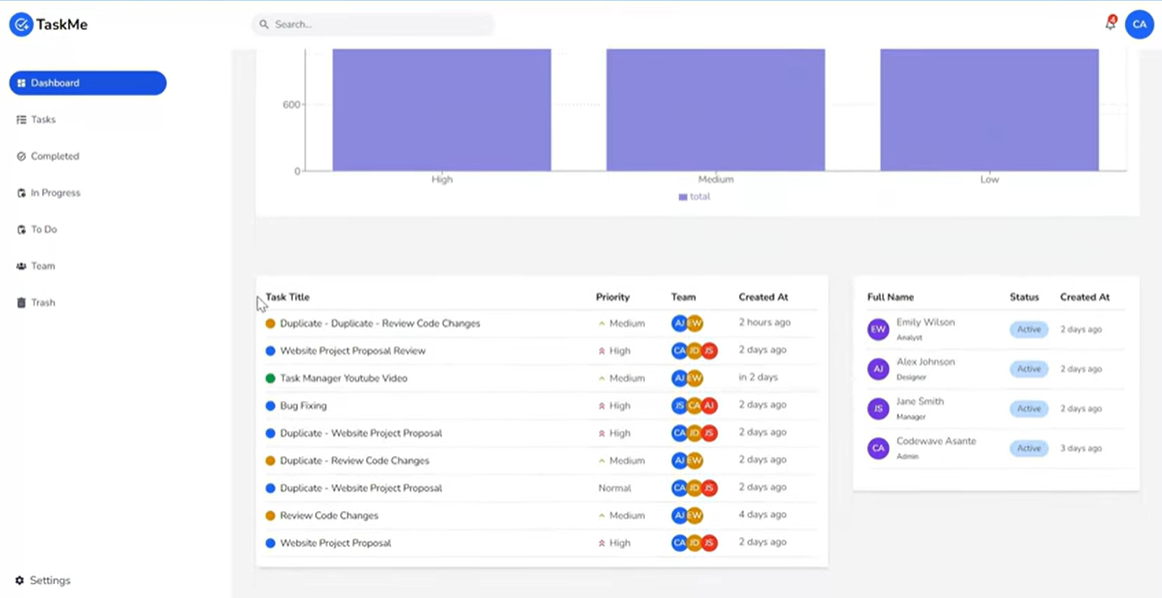 TaskMe
Search...
4
CA
Dashboard
Tasks
Completed
In Progress
To Do
Team
Trash
Settings
600
0
High Medium Low
total
Task Title Priority Team Created At
Duplicate - Duplicate - Review Code Changes Medium AJ EW 2 hours ago
Website Project Proposal Review High CA JD JS 2 days ago
Task Manager Youtube Video Medium AJ EW in 2 days
Bug Fixing High JS CA AJ 2 days ago
Duplicate - Website Project Proposal High CA JD JS 2 days ago
Duplicate - Review Code Changes Medium AJ EW 2 days ago
Duplicate - Website Project Proposal Normal CA JD JS 2 days ago
Review Code Changes Medium AJ EW 4 days ago
Website Project Proposal High CA JD JS 2 days ago
Full Name Status Created At
EW Emily Wilson Active 2 days ago
Analyst
AJ Alex Johnson Active 2 days ago
Designer
JS Jane Smith Active 2 days ago
Manager
CA Codewave Asante Active 3 days ago
Admin